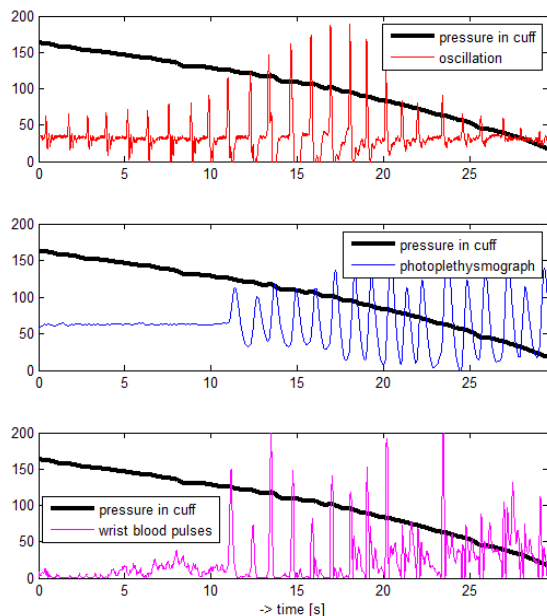 200
150
100
50
0
0 5 10 15 20 25
pressure in cuff
oscillation
200
150
100
50
0
0 5 10 15 20 25
pressure in cuff
photoplethysmograph
200
150
100
50
0
0 5 10 15 20 25
pressure in cuff
wrist blood pulses
-> time [s]